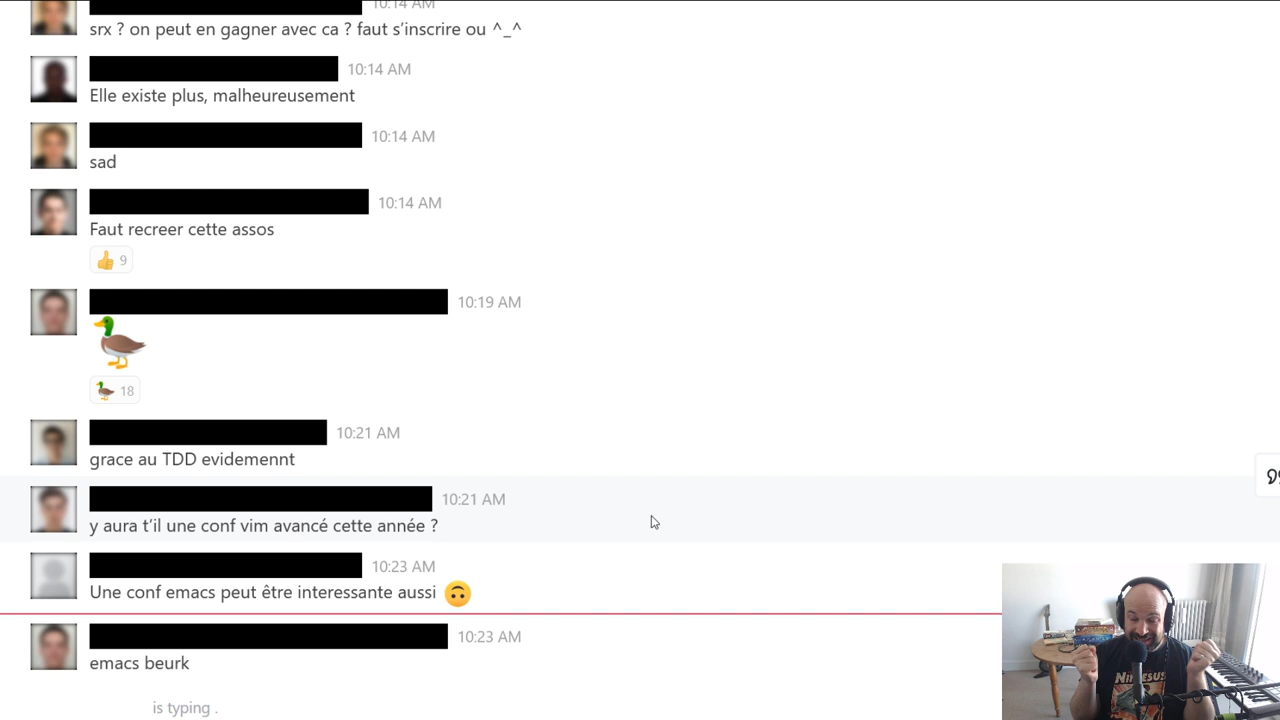 10:14 AM
srx ? on peut en gagner avec ca ? faut s’inscrire ou ^_^
10:14 AM
Elle existe plus, malheureusement
10:14 AM
sad
10:14 AM
Faut recreer cette assos
9
10:19 AM
18
10:21 AM
grace au TDD evidemennt
10:21 AM
y aura t’il une conf vim avancé cette année ?
10:23 AM
Une conf emacs peut être interessante aussi
10:23 AM
emacs beurk
is typing .